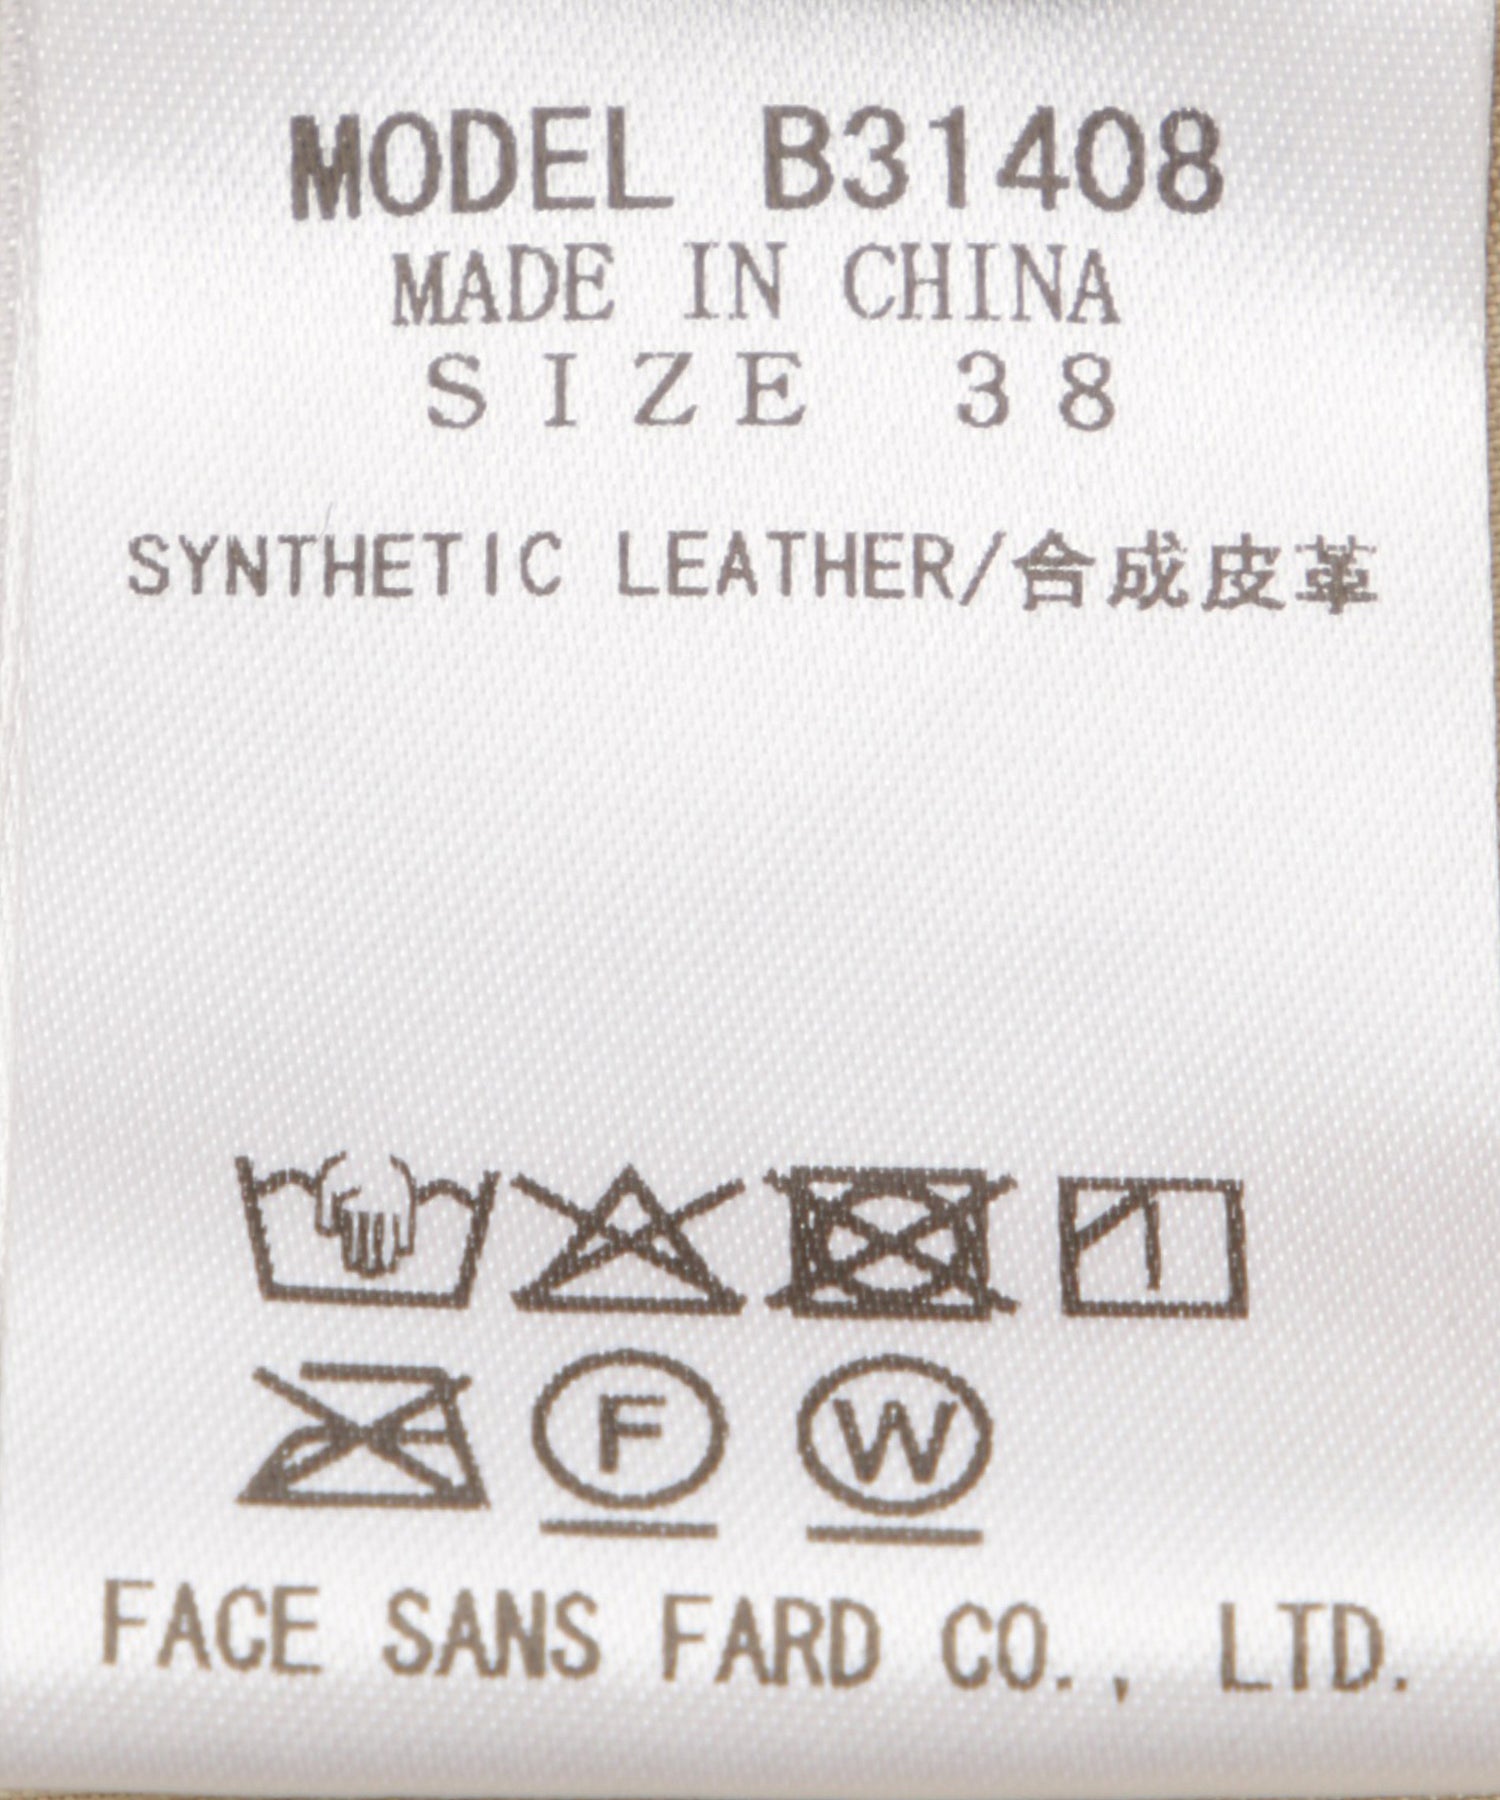 MODEL B31408
MADE IN CHINA
SIZE 38
SYNTHETIC LEATHER/合成皮革
F W
FACE SANS FARD CO., LTD.